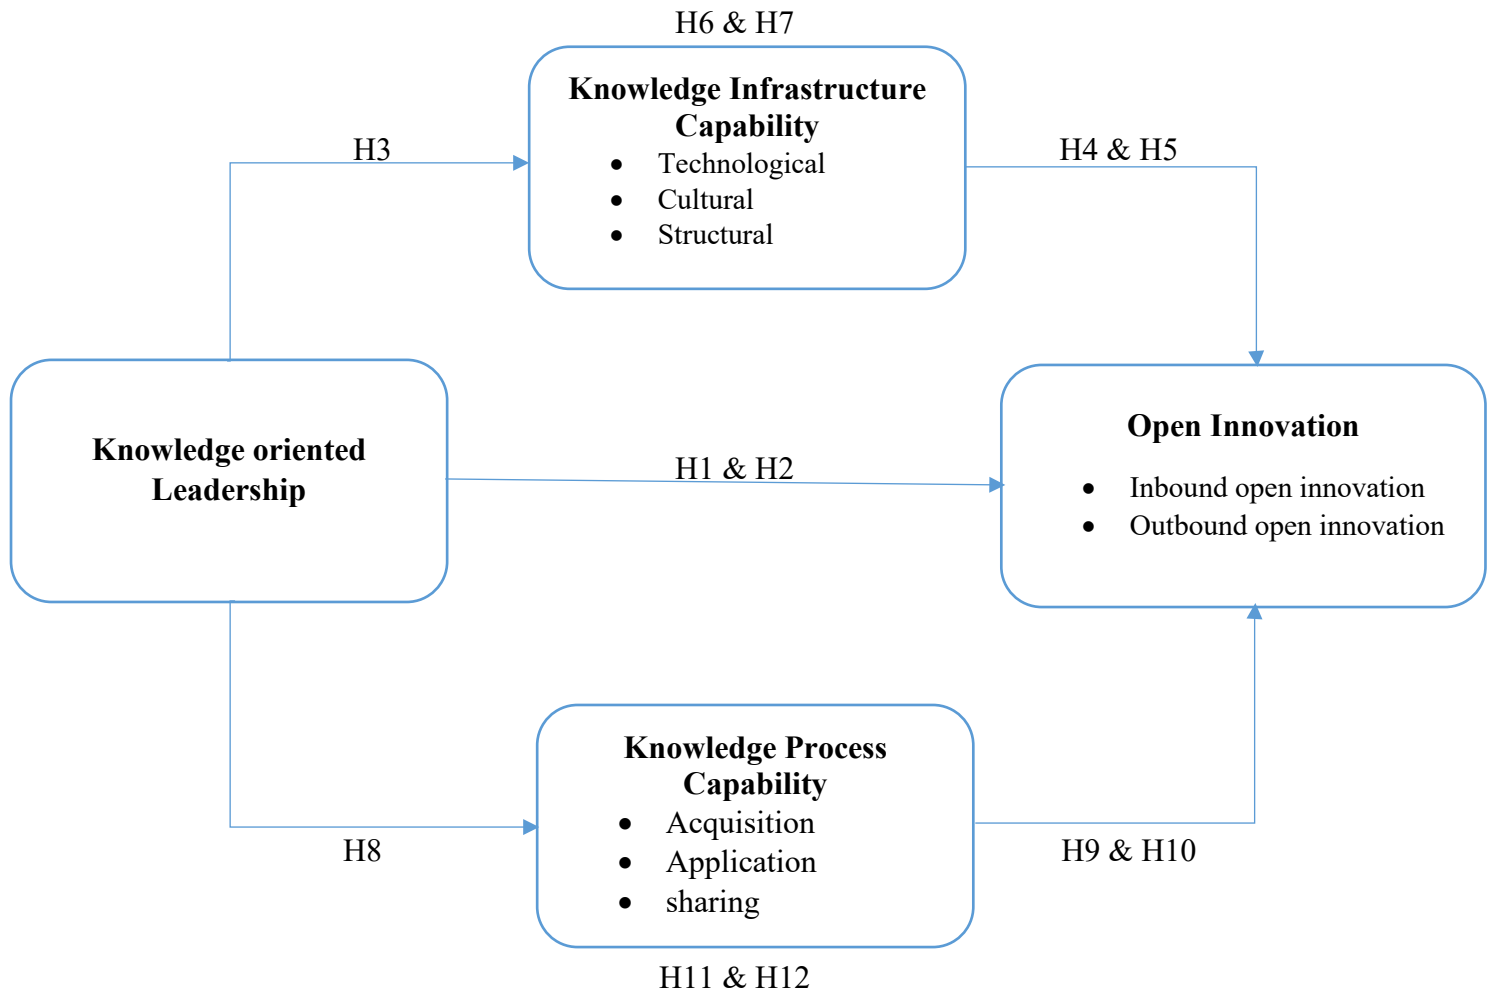 H6 & H7
Knowledge Infrastructure
Capability
• Technological
• Cultural
• Structural
H3
H4 & H5
Knowledge oriented
Leadership
H1 & H2
Open Innovation
• Inbound open innovation
• Outbound open innovation
Knowledge Process
Capability
• Acquisition
• Application
• sharing
H8
H9 & H10
H11 & H12